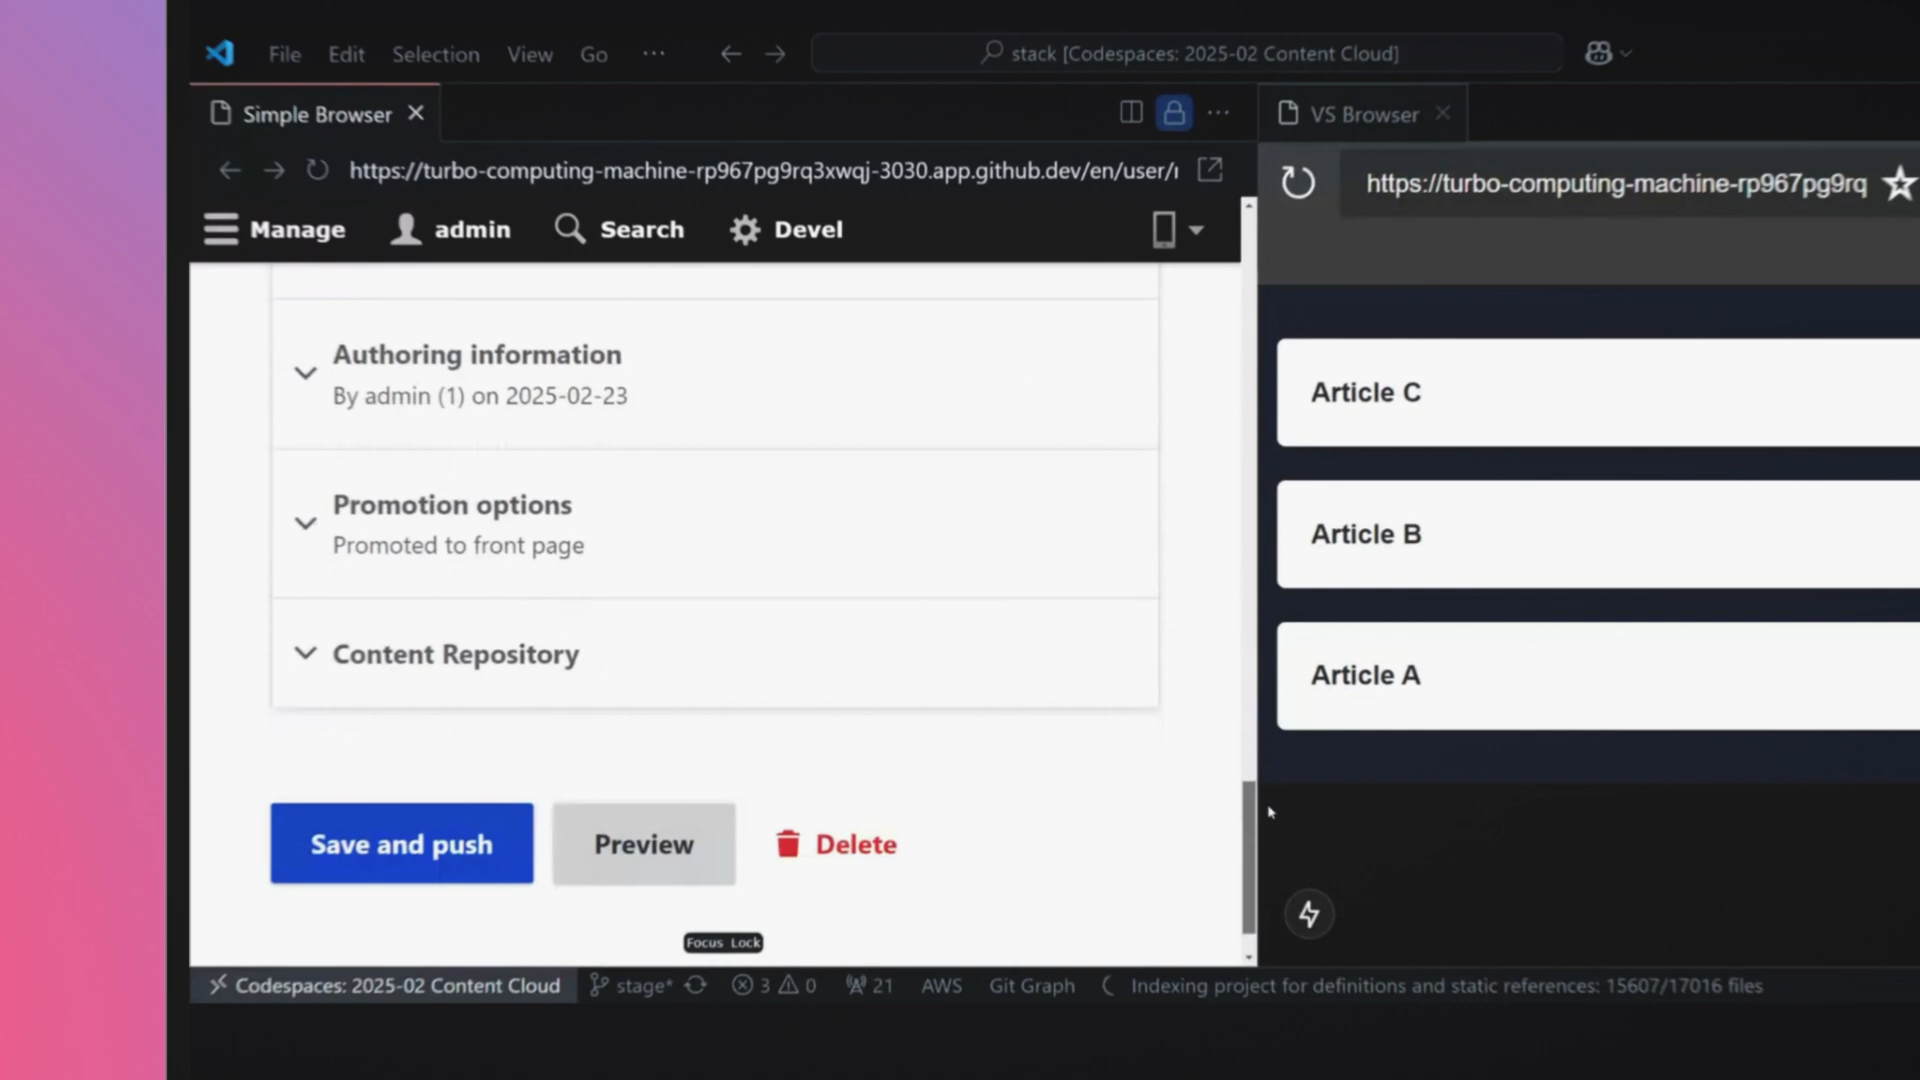 File Edit Selection View Go ··· stack [Codespaces: 2025-02 Content Cloud]
Simple Browser
VS Browser
https://turbo-computing-machine-rp967pg9rq3xwqj-3030.app.github.dev/en/user/
https://turbo-computing-machine-rp967pg9rq
Manage admin Search Devel
Authoring information
By admin (1) on 2025-02-23
Promotion options
Promoted to front page
Content Repository
Save and push Preview Delete
Focus Lock
Article C
Article B
Article A
Codespaces: 2025-02 Content Cloud stage* 3 0 21 AWS Git Graph Indexing project for definitions and static references: 15607/17016 files